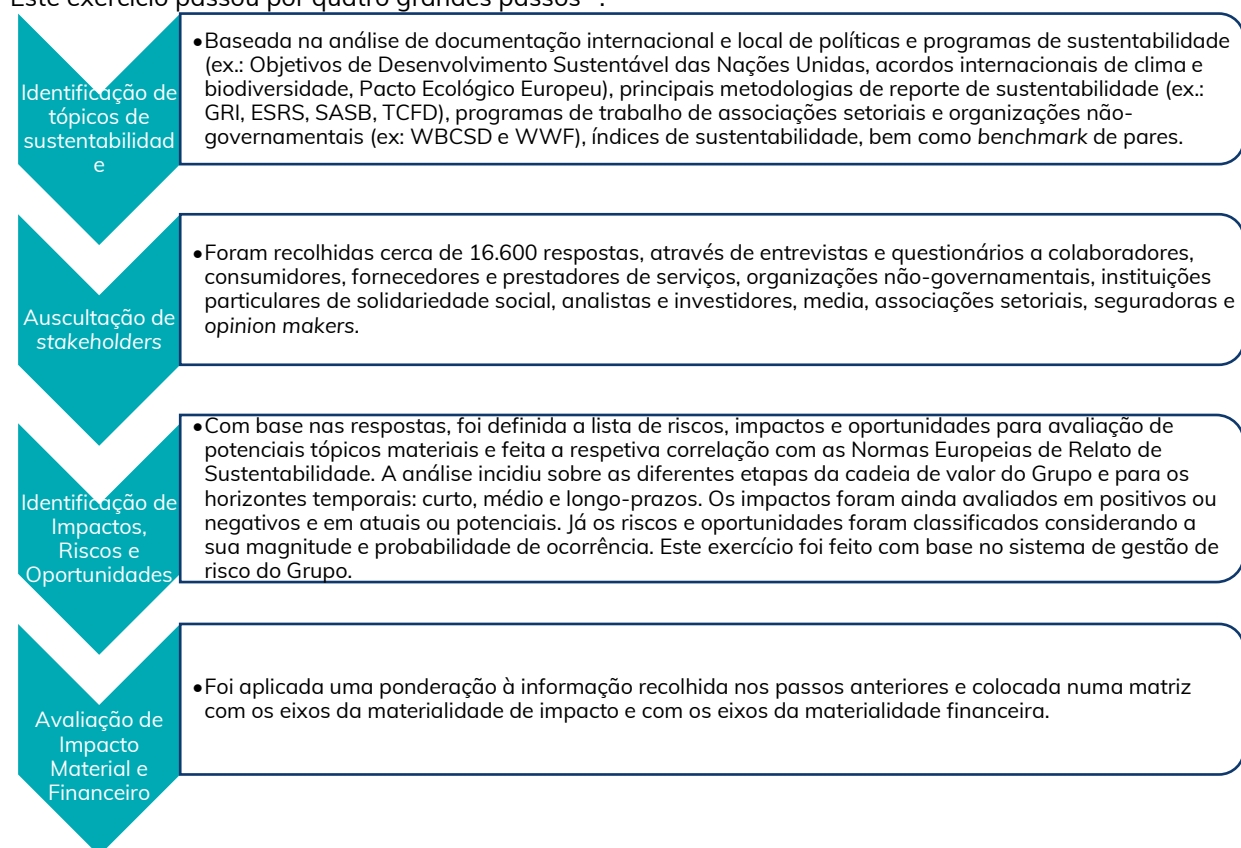 Este exercício passou por quatro grandes passos
Identificação de
tópicos de
sustentabilidad
e
•Baseada na análise de documentação internacional e local de políticas e programas de sustentabilidade
(ex.: Objetivos de Desenvolvimento Sustentável das Nações Unidas, acordos internacionais de clima e
biodiversidade, Pacto Ecológico Europeu), principais metodologias de reporte de sustentabilidade (ex.:
GRI, ESRS, SASB, TCFD), programas de trabalho de associações setoriais e organizações não-
governamentais (ex: WBCSD e WWF), índices de sustentabilidade, bem como benchmark de pares.
Auscultação de
stakeholders
•Foram recolhidas cerca de 16.600 respostas, através de entrevistas e questionários a colaboradores,
consumidores, fornecedores e prestadores de serviços, organizações não-governamentais, instituições
particulares de solidariedade social, analistas e investidores, media, associações setoriais, seguradoras e
opinion makers.
Identificação de
Impactos,
Riscos e
Oportunidades
•Com base nas respostas, foi definida a lista de riscos, impactos e oportunidades para avaliação de
potenciais tópicos materiais e feita a respetiva correlação com as Normas Europeias de Relato de
Sustentabilidade. A análise incidiu sobre as diferentes etapas da cadeia de valor do Grupo e para os
horizontes temporais: curto, médio e longo-prazos. Os impactos foram ainda avaliados em positivos ou
negativos e em atuais ou potenciais. Já os riscos e oportunidades foram classificados considerando a
sua magnitude e probabilidade de ocorrência. Este exercício foi feito com base no sistema de gestão de
risco do Grupo.
Avaliação de
Impacto
Material e
Financeiro
•Foi aplicada uma ponderação à informação recolhida nos passos anteriores e colocada numa matriz
com os eixos da materialidade de impacto e com os eixos da materialidade financeira.